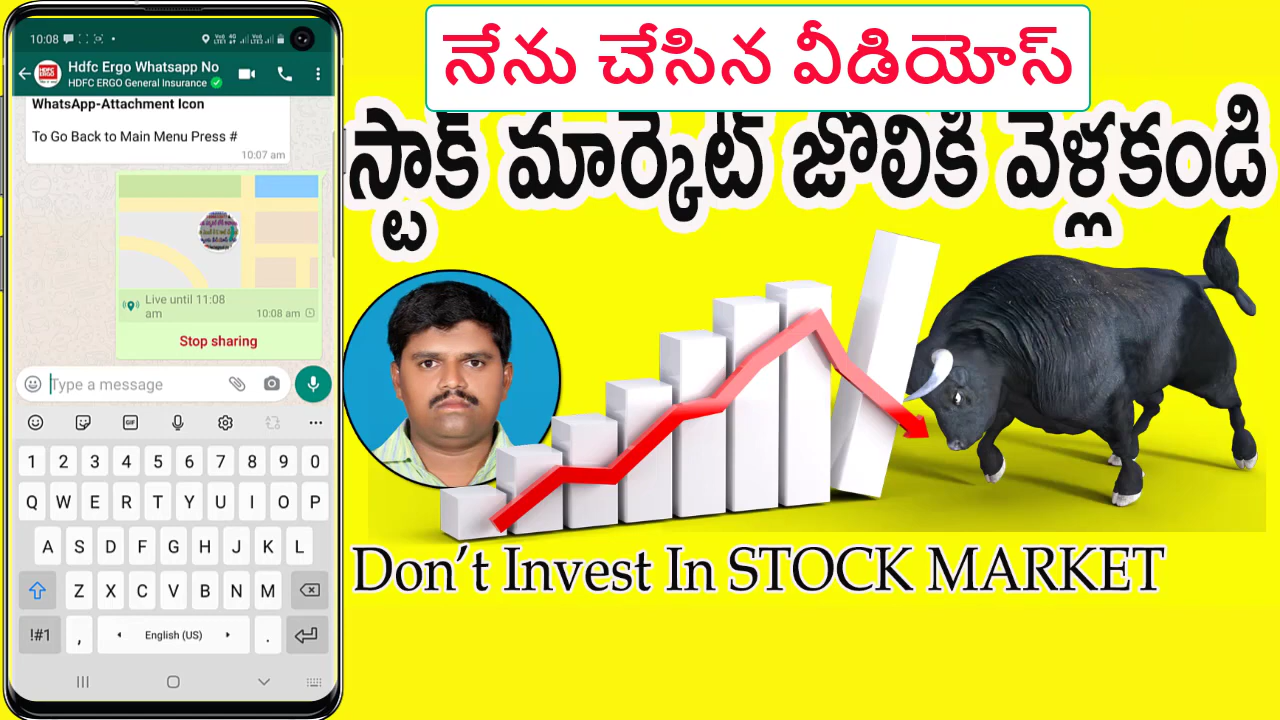 10:08
Hdfc Ergo Whatsapp No
HDFC ERGO General Insurance
WhatsApp-Attachment Icon
To Go Back to Main Menu Press #
10:07 am
Live until 11:08
am
10:08 am
Stop sharing
Type a message
GIF
1 2 3 4 5 6 7 8 9 0
Q W E R T Y U I O P
A S D F G H J K L
Z X C V B N M
!#1 , English (US) .
నేను చేసిన వీడియోస్
స్టాక్ మార్కెట్ జోలికి వెళ్లకండి
Don't Invest In STOCK MARKET